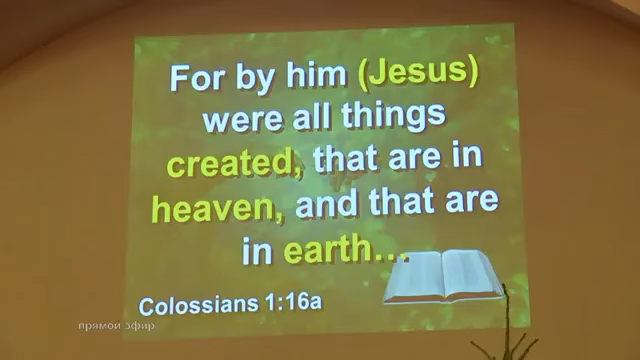 For by him (Jesus)
were all things
created, that are in
heaven, and that are
in earth...
Colossians 1:16a
прямой эфир